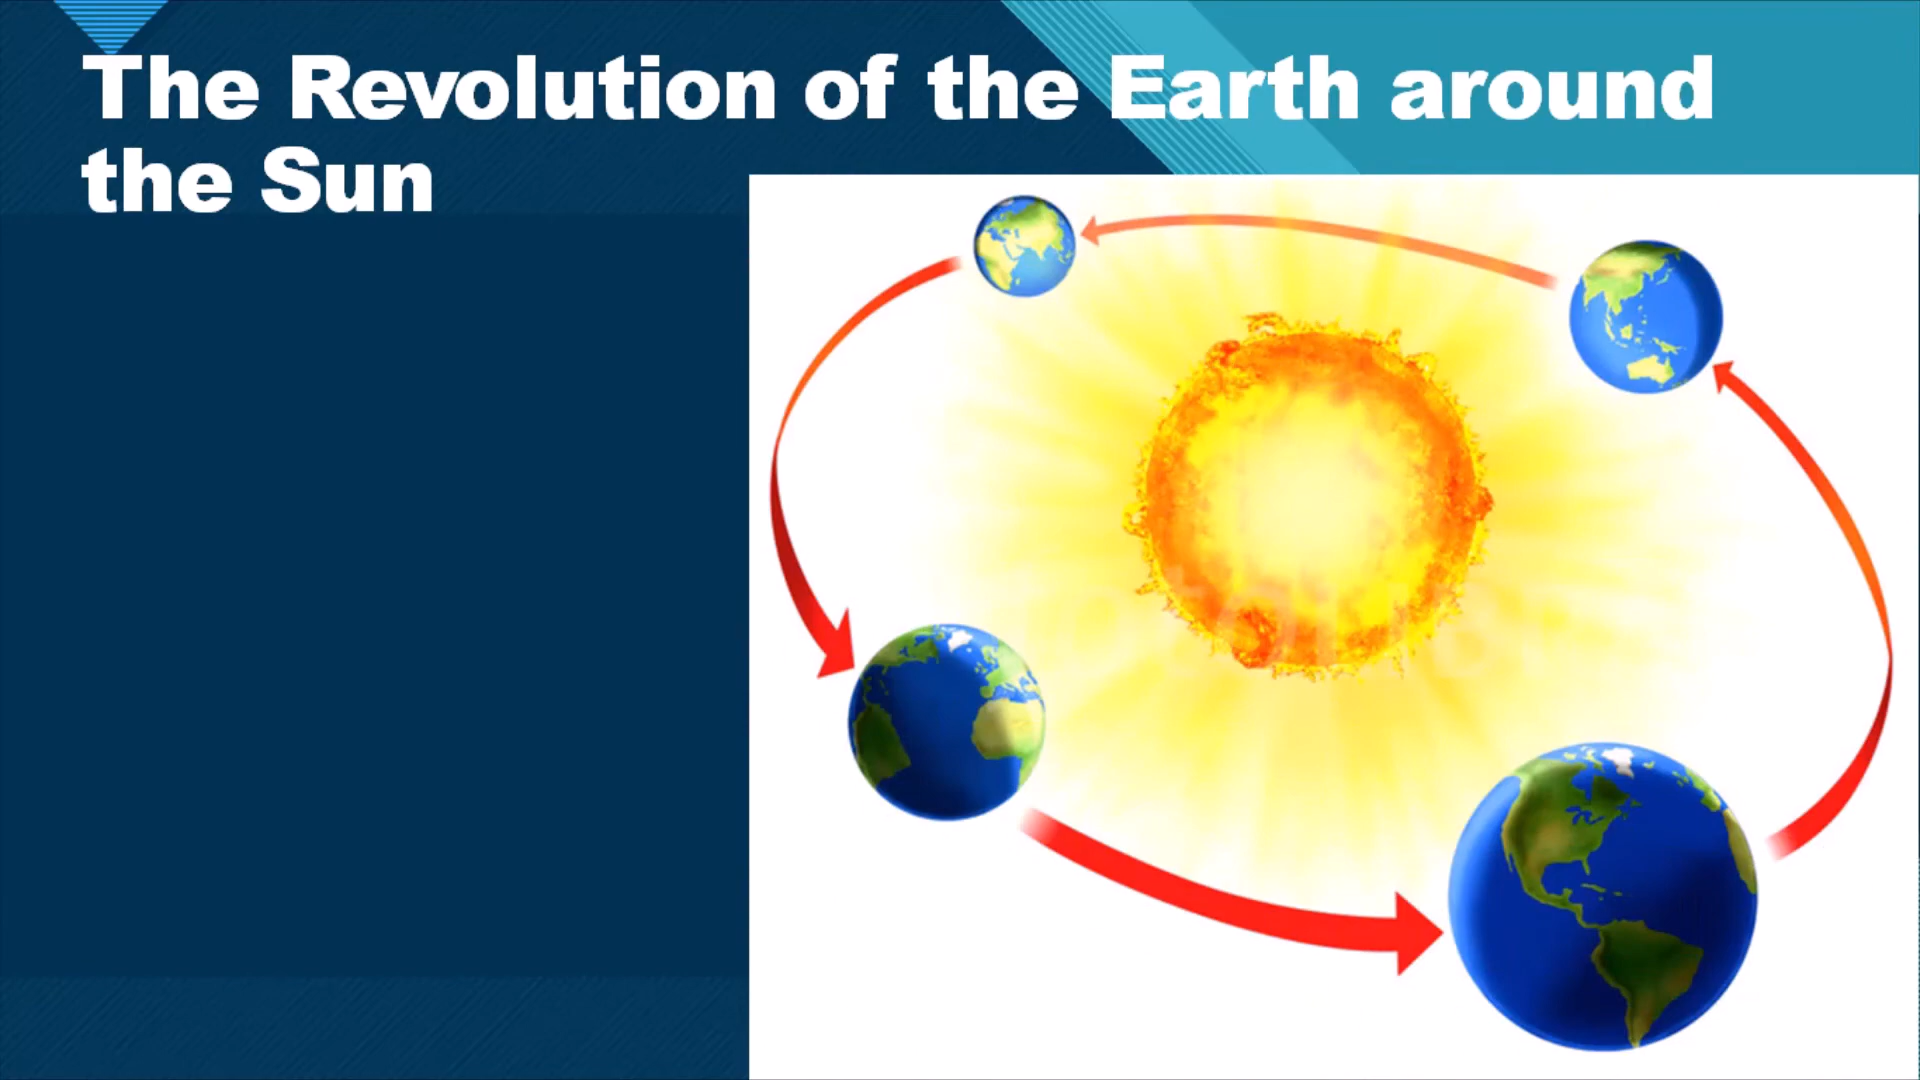 The Revolution of the Earth around
the Sun